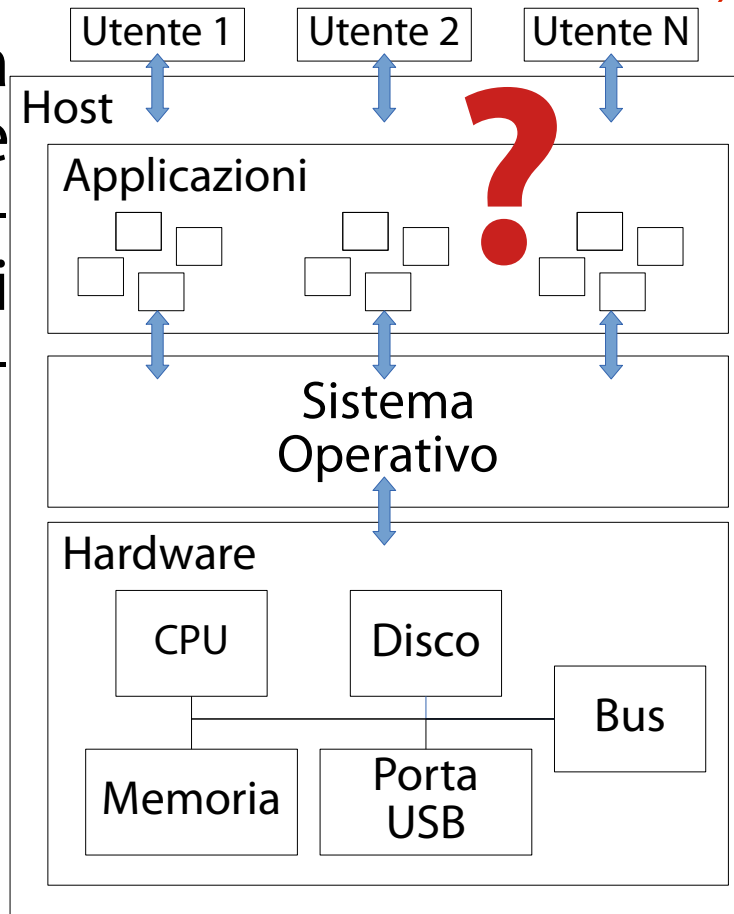 Utente 1
Utente 2
Utente N
Host
?
Applicazioni
Sistema
Operativo
Hardware
CPU
Disco
Bus
Memoria
Porta
USB